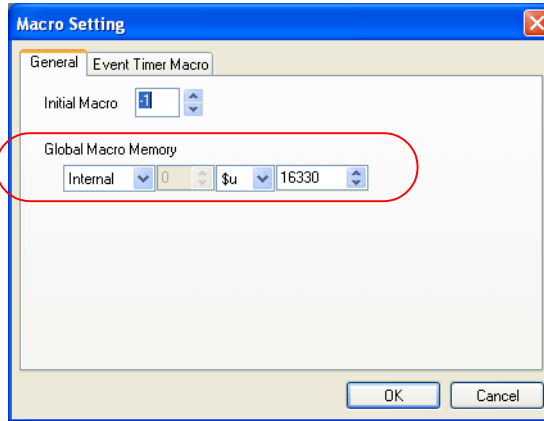 Macro Setting
General Event Timer Macro
Initial Macro -1
Global Macro Memory
Internal 0 $u 16330
OK Cancel